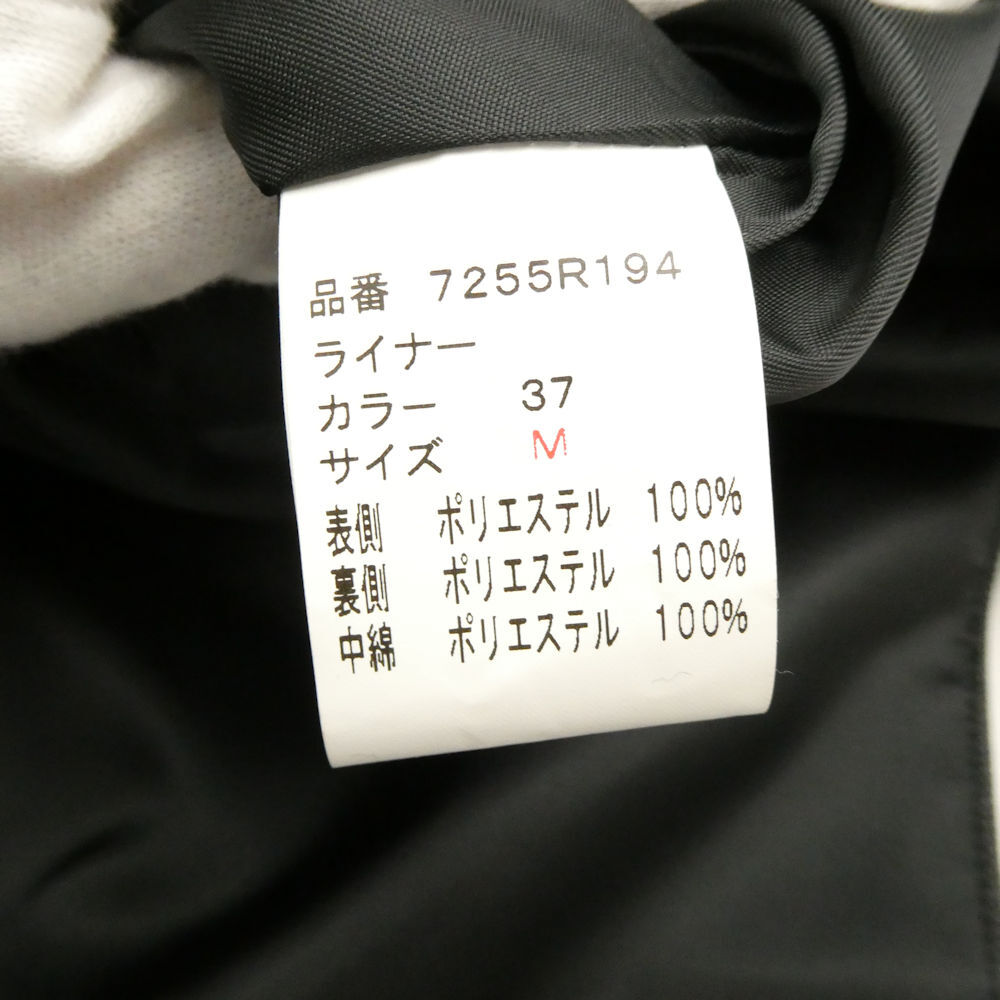 品番 7255R194
ライナー
カラー 37
サイズ M
表側 ポリエステル 100%
裏側 ポリエステル 100%
中綿 ポリエステル 100%